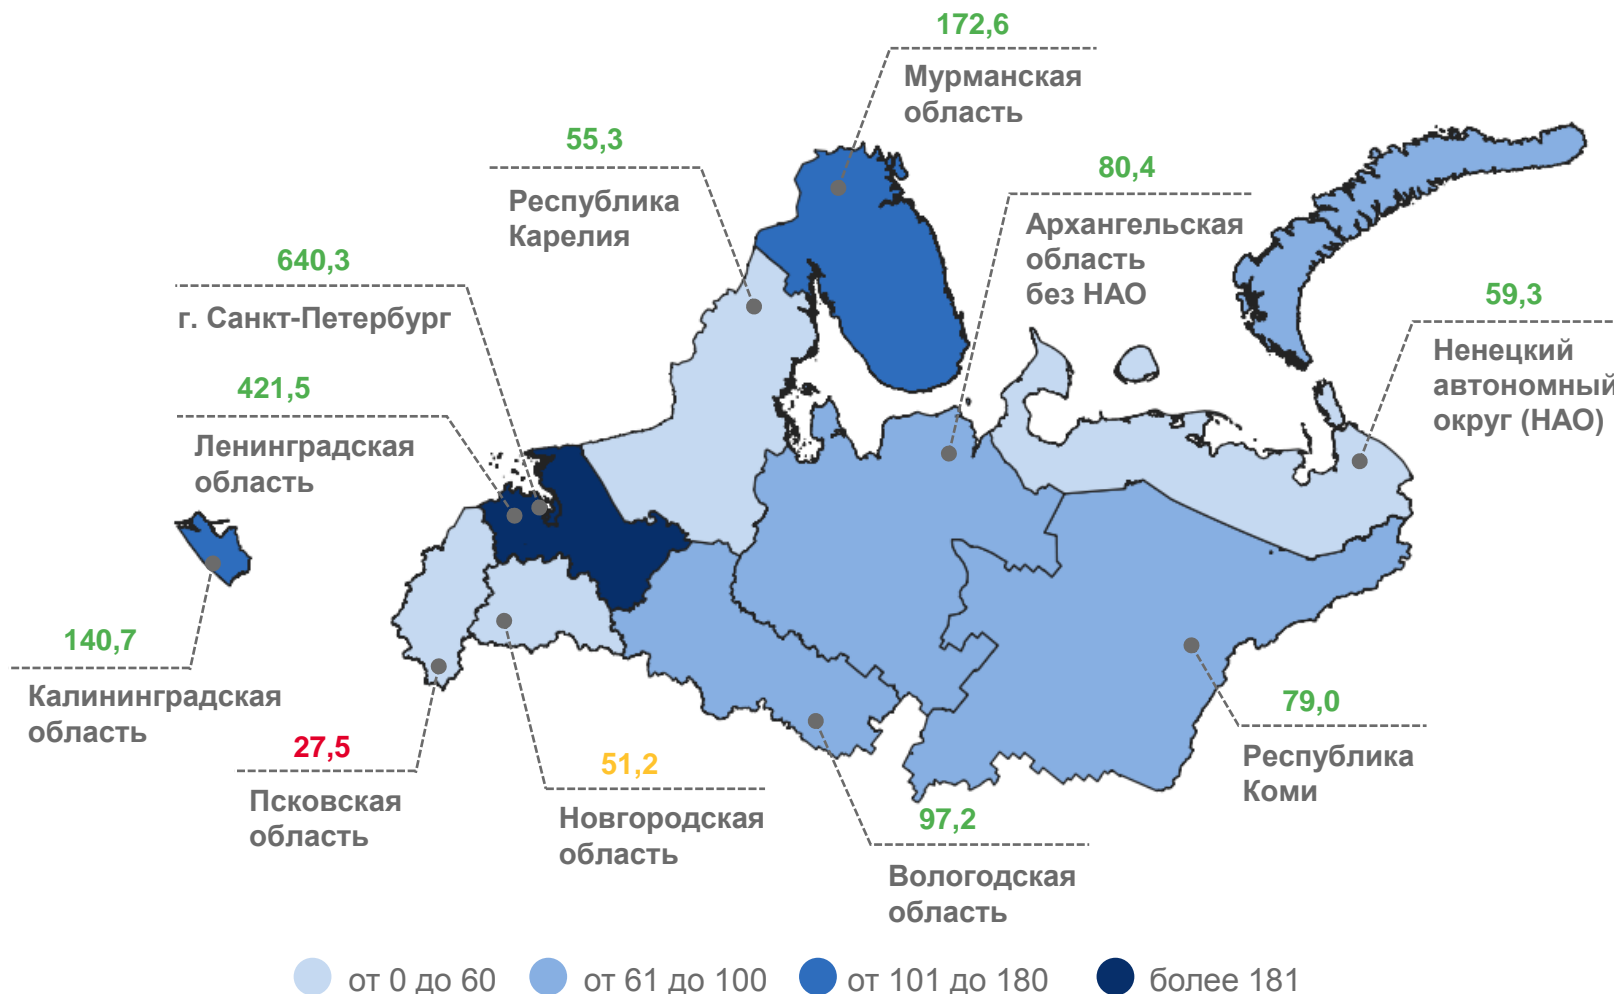 172,6
Мурманская
область
55,3
Республика
Карелия
80,4
Архангельская
область
без НАО
640,3
г. Санкт-Петербург
59,3
Ненецкий
автономный
округ (НАО)
421,5
Ленинградская
область
140,7
Калининградская
область
27,5
Псковская
область
51,2
Новгородская
область
97,2
Вологодская
область
79,0
Республика
Коми
от 0 до 60
от 61 до 100
от 101 до 180
более 181